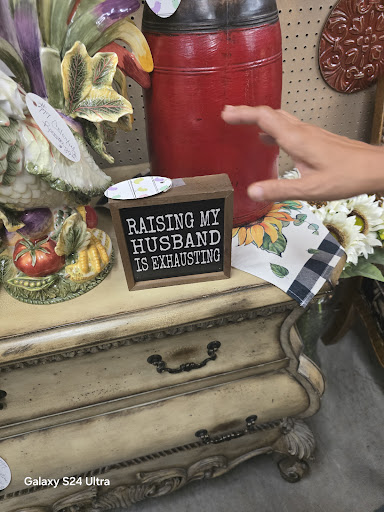 RAISING MY
HUSBAND
IS EXHAUSTING
Galaxy S24 Ultra